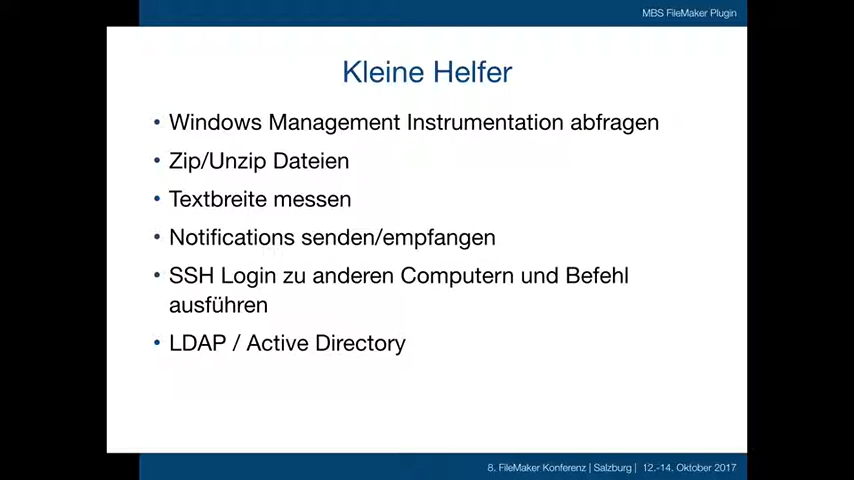 MBS FileMaker Plugin
Kleine Helfer
• Windows Management Instrumentation abfragen
• Zip/Unzip Dateien
• Textbreite messen
• Notifications senden/empfangen
• SSH Login zu anderen Computern und Befehl
ausführen
• LDAP / Active Directory
8. FileMaker Konferenz | Salzburg | 12.-14. Oktober 2017